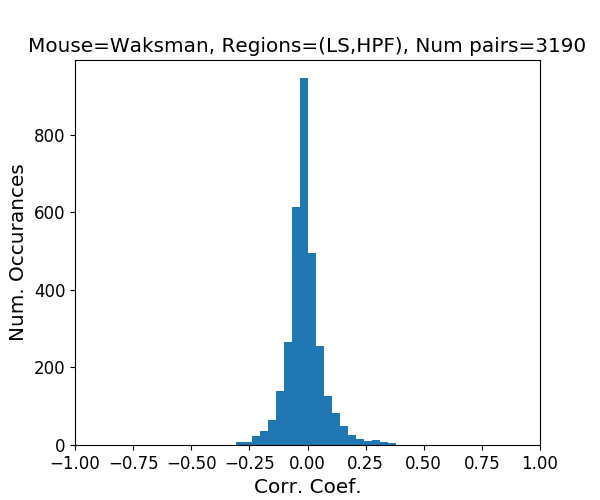 Mouse=Waksman, Regions=(LS,HPF), Num pairs=3190
Num. Occurances
800
600
400
200
0
−1.00 −0.75 −0.50 −0.25 0.00 0.25 0.50 0.75 1.00
Corr. Coef.